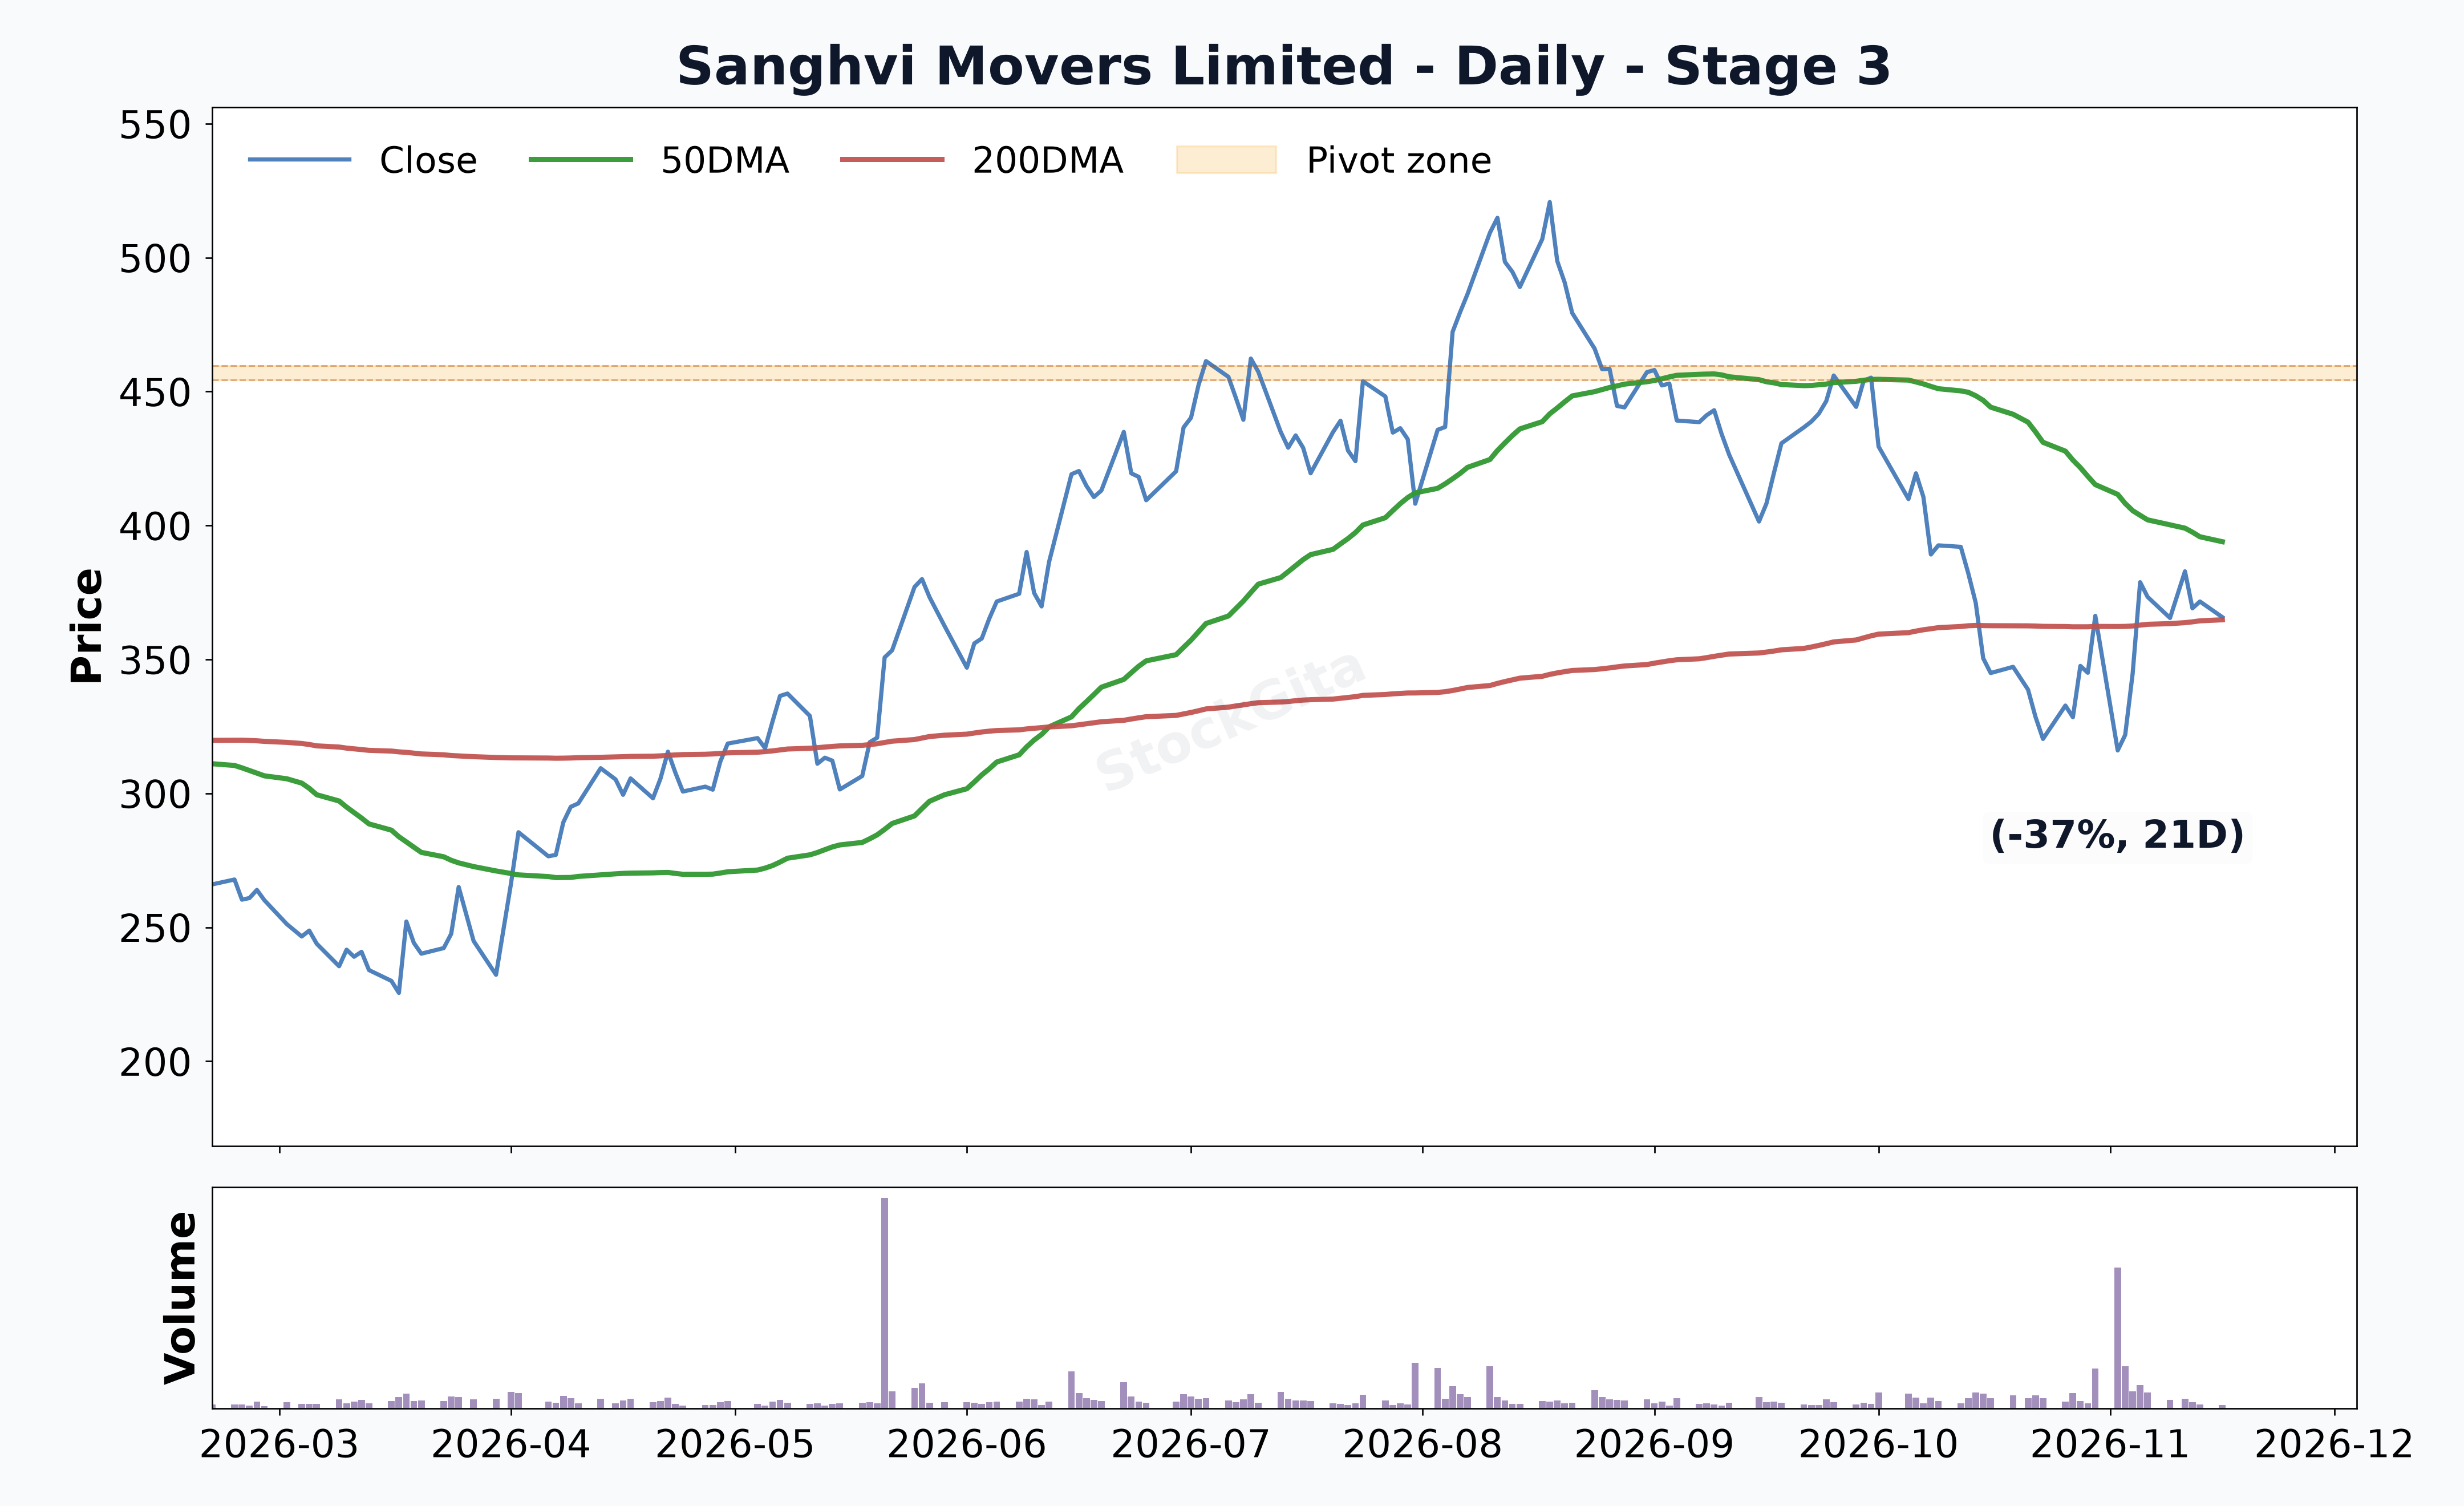 Sanghvi Movers Limited - Daily - Stage 3
Close 50DMA 200DMA Pivot zone
550
500
450
400
350
300
250
200
Price
StockGita
(-37%, 21D)
Volume
2026-03 2026-04 2026-05 2026-06 2026-07 2026-08 2026-09 2026-10 2026-11 2026-12